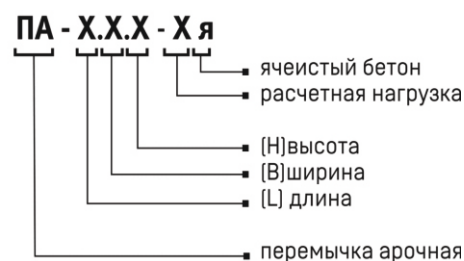 ПА - Х.Х.Х - Х я
ячеистый бетон
расчетная нагрузка
(H)высота
(B)ширина
(L) длина
перемычка арочная